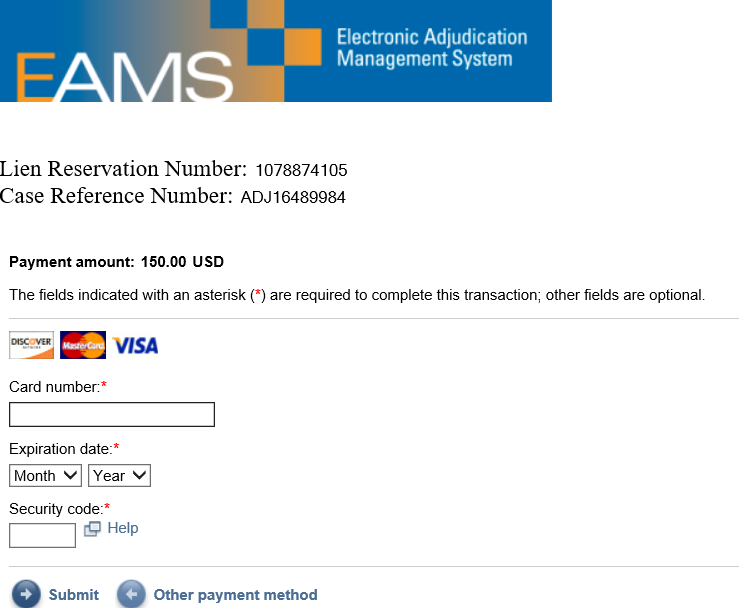 EAMS
Electronic Adjudication
Management System
Lien Reservation Number: 1078874105
Case Reference Number: ADJ16489984
Payment amount: 150.00 USD
The fields indicated with an asterisk (*) are required to complete this transaction; other fields are optional.
DISCOVER NETWORK MasterCard VISA
Card number:*
Expiration date:*
Month Year
Security code:*
Help
Submit Other payment method